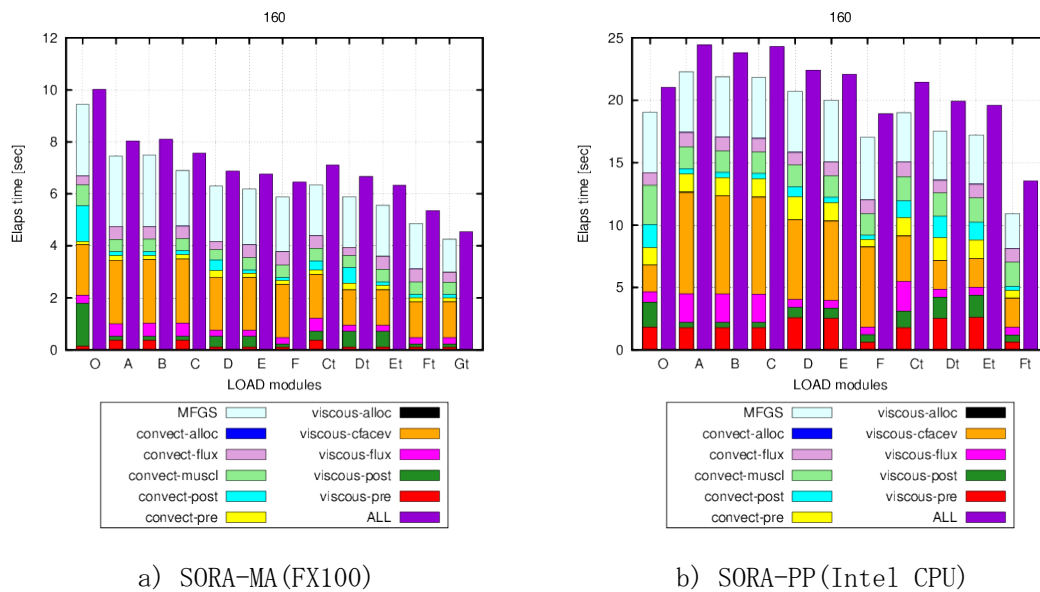 160
12
10
8
6
4
2
0
Elaps time [sec]
O A B C D E F Ct Dt Et Ft Gt
LOAD modules
MFGS viscous-alloc
convect-alloc viscous-cfacev
convect-flux viscous-flux
convect-muscl viscous-post
convect-post viscous-pre
convect-pre ALL
a) SORA-MA(FX100)
160
25
20
15
10
5
0
Elaps time [sec]
O A B C D E F Ct Dt Et Ft
LOAD modules
MFGS viscous-alloc
convect-alloc viscous-cfacev
convect-flux viscous-flux
convect-muscl viscous-post
convect-post viscous-pre
convect-pre ALL
b) SORA-PP(Intel CPU)